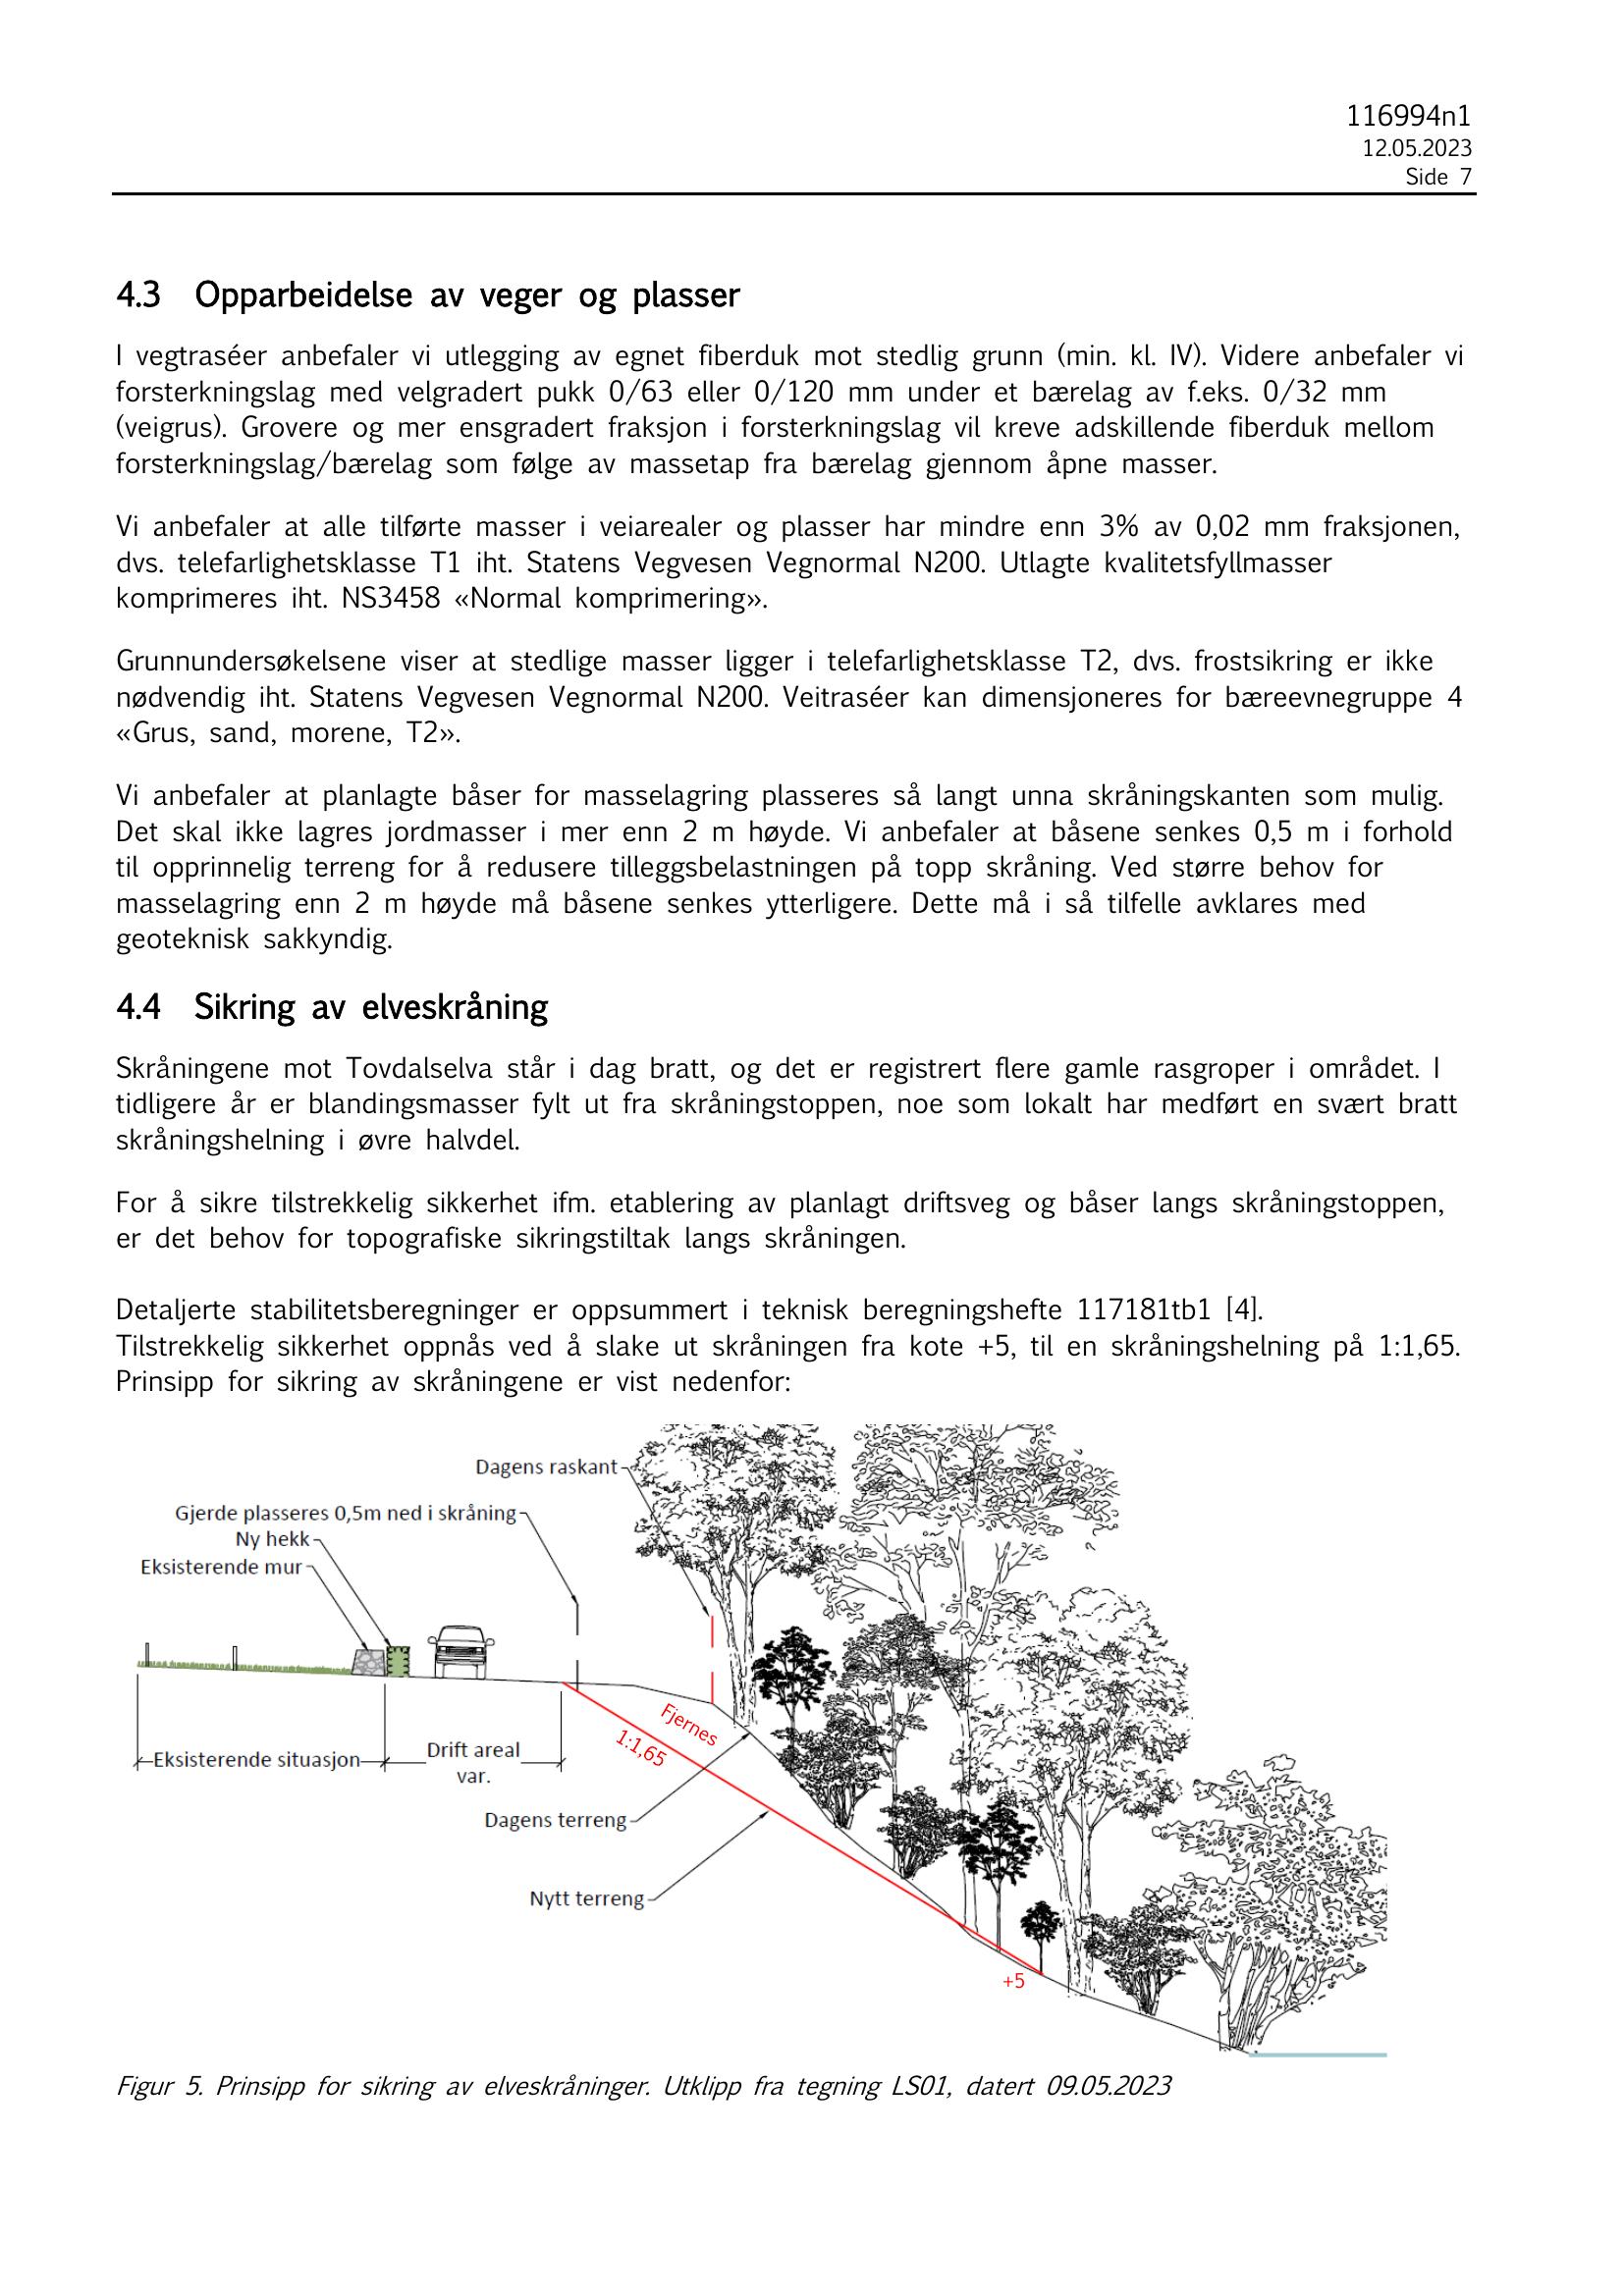 116994n1
12.05.2023
Side 7
4.3 Opparbeidelse av veger og plasser
I vegtraséer anbefaler vi utlegging av egnet fiberduk mot stedlig grunn (min. kl. IV). Videre anbefaler vi
forsterkningslag med velgradert pukk 0/63 eller 0/120 mm under et bærelag av f.eks. 0/32 mm
(veigrus). Grovere og mer ensgradert fraksjon i forsterkningslag vil kreve adskillende fiberduk mellom
forsterkningslag/bærelag som følge av massetap fra bærelag gjennom åpne masser.
Vi anbefaler at alle tilførte masser i veiarealer og plasser har mindre enn 3% av 0,02 mm fraksjonen,
dvs. telefarlighetsklasse T1 iht. Statens Vegvesen Vegnormal N200. Utlagte kvalitetsfyllmasser
komprimeres iht. NS3458 «Normal komprimering».
Grunnundersøkelsene viser at stedlige masser ligger i telefarlighetsklasse T2, dvs. frostsikring er ikke
nødvendig iht. Statens Vegvesen Vegnormal N200. Veitraséer kan dimensjoneres for bæreevnegruppe 4
«Grus, sand, morene, T2».
Vi anbefaler at planlagte båser for masselagring plasseres så langt unna skråningskanten som mulig.
Det skal ikke lagres jordmasser i mer enn 2 m høyde. Vi anbefaler at båsene senkes 0,5 m i forhold
til opprinnelig terreng for å redusere tilleggsbelastningen på topp skråning. Ved større behov for
masselagring enn 2 m høyde må båsene senkes ytterligere. Dette må i så tilfelle avklares med
geoteknisk sakkyndig.
4.4 Sikring av elveskråning
Skråningene mot Tovdalselva står i dag bratt, og det er registrert flere gamle rasgroper i området. I
tidligere år er blandingsmasser fylt ut fra skråningstoppen, noe som lokalt har medført en svært bratt
skråningshelning i øvre halvdel.
For å sikre tilstrekkelig sikkerhet ifm. etablering av planlagt driftsveg og båser langs skråningstoppen,
er det behov for topografiske sikringstiltak langs skråningen.
Detaljerte stabilitetsberegninger er oppsummert i teknisk beregningshefte 117181tb1 [4].
Tilstrekkelig sikkerhet oppnås ved å slake ut skråningen fra kote +5, til en skråningshelning på 1:1,65.
Prinsipp for sikring av skråningene er vist nedenfor:
Dagens raskant
Gjerde plasseres 0,5m ned i skråning
Ny hekk
Eksisterende mur
Fjernes
1:1,65
Eksisterende situasjon
Drift areal
var.
Dagens terreng
Nytt terreng
+5
Figur 5. Prinsipp for sikring av elveskråninger. Utklipp fra tegning LS01, datert 09.05.2023